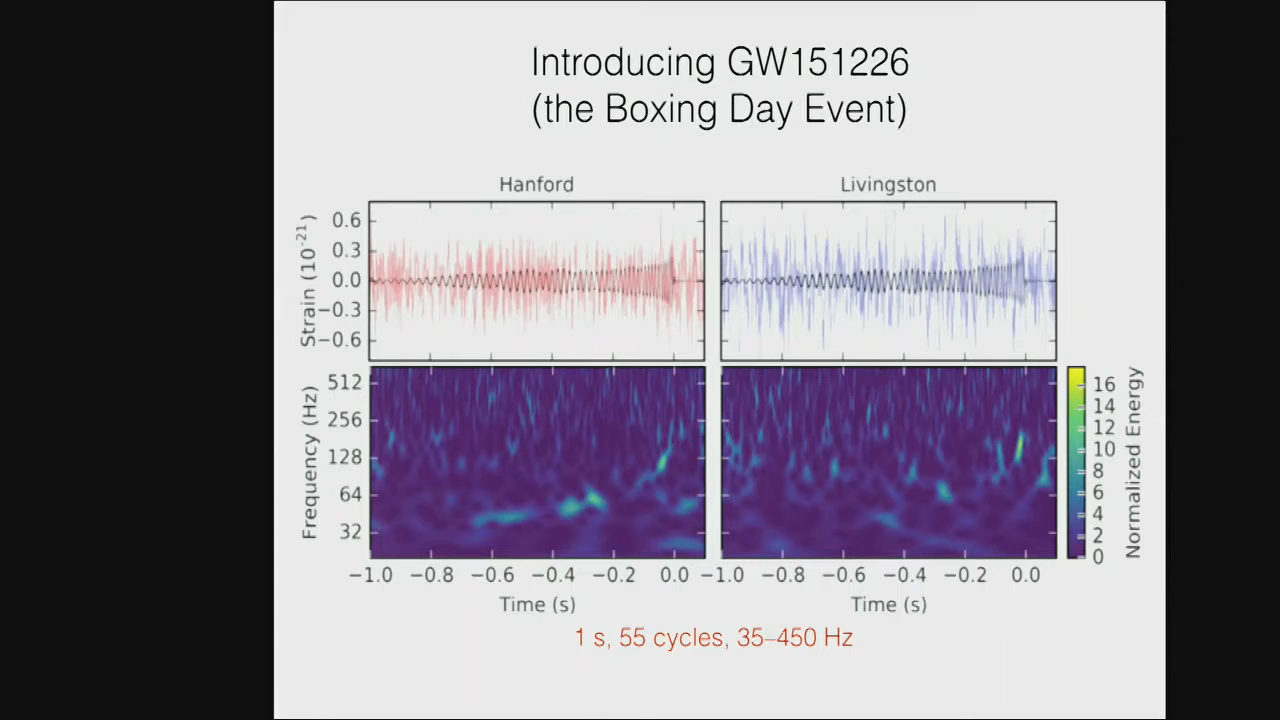 Introducing GW151226
(the Boxing Day Event)
Hanford
Livingston
Strain (10⁻²¹)
0.6
0.3
0.0
−0.3
−0.6
Frequency (Hz)
512
256
128
64
32
16
14
12
10
8
6
4
2
0
Normalized Energy
−1.0 −0.8 −0.6 −0.4 −0.2 0.0
−1.0 −0.8 −0.6 −0.4 −0.2 0.0
Time (s)
Time (s)
1 s, 55 cycles, 35–450 Hz